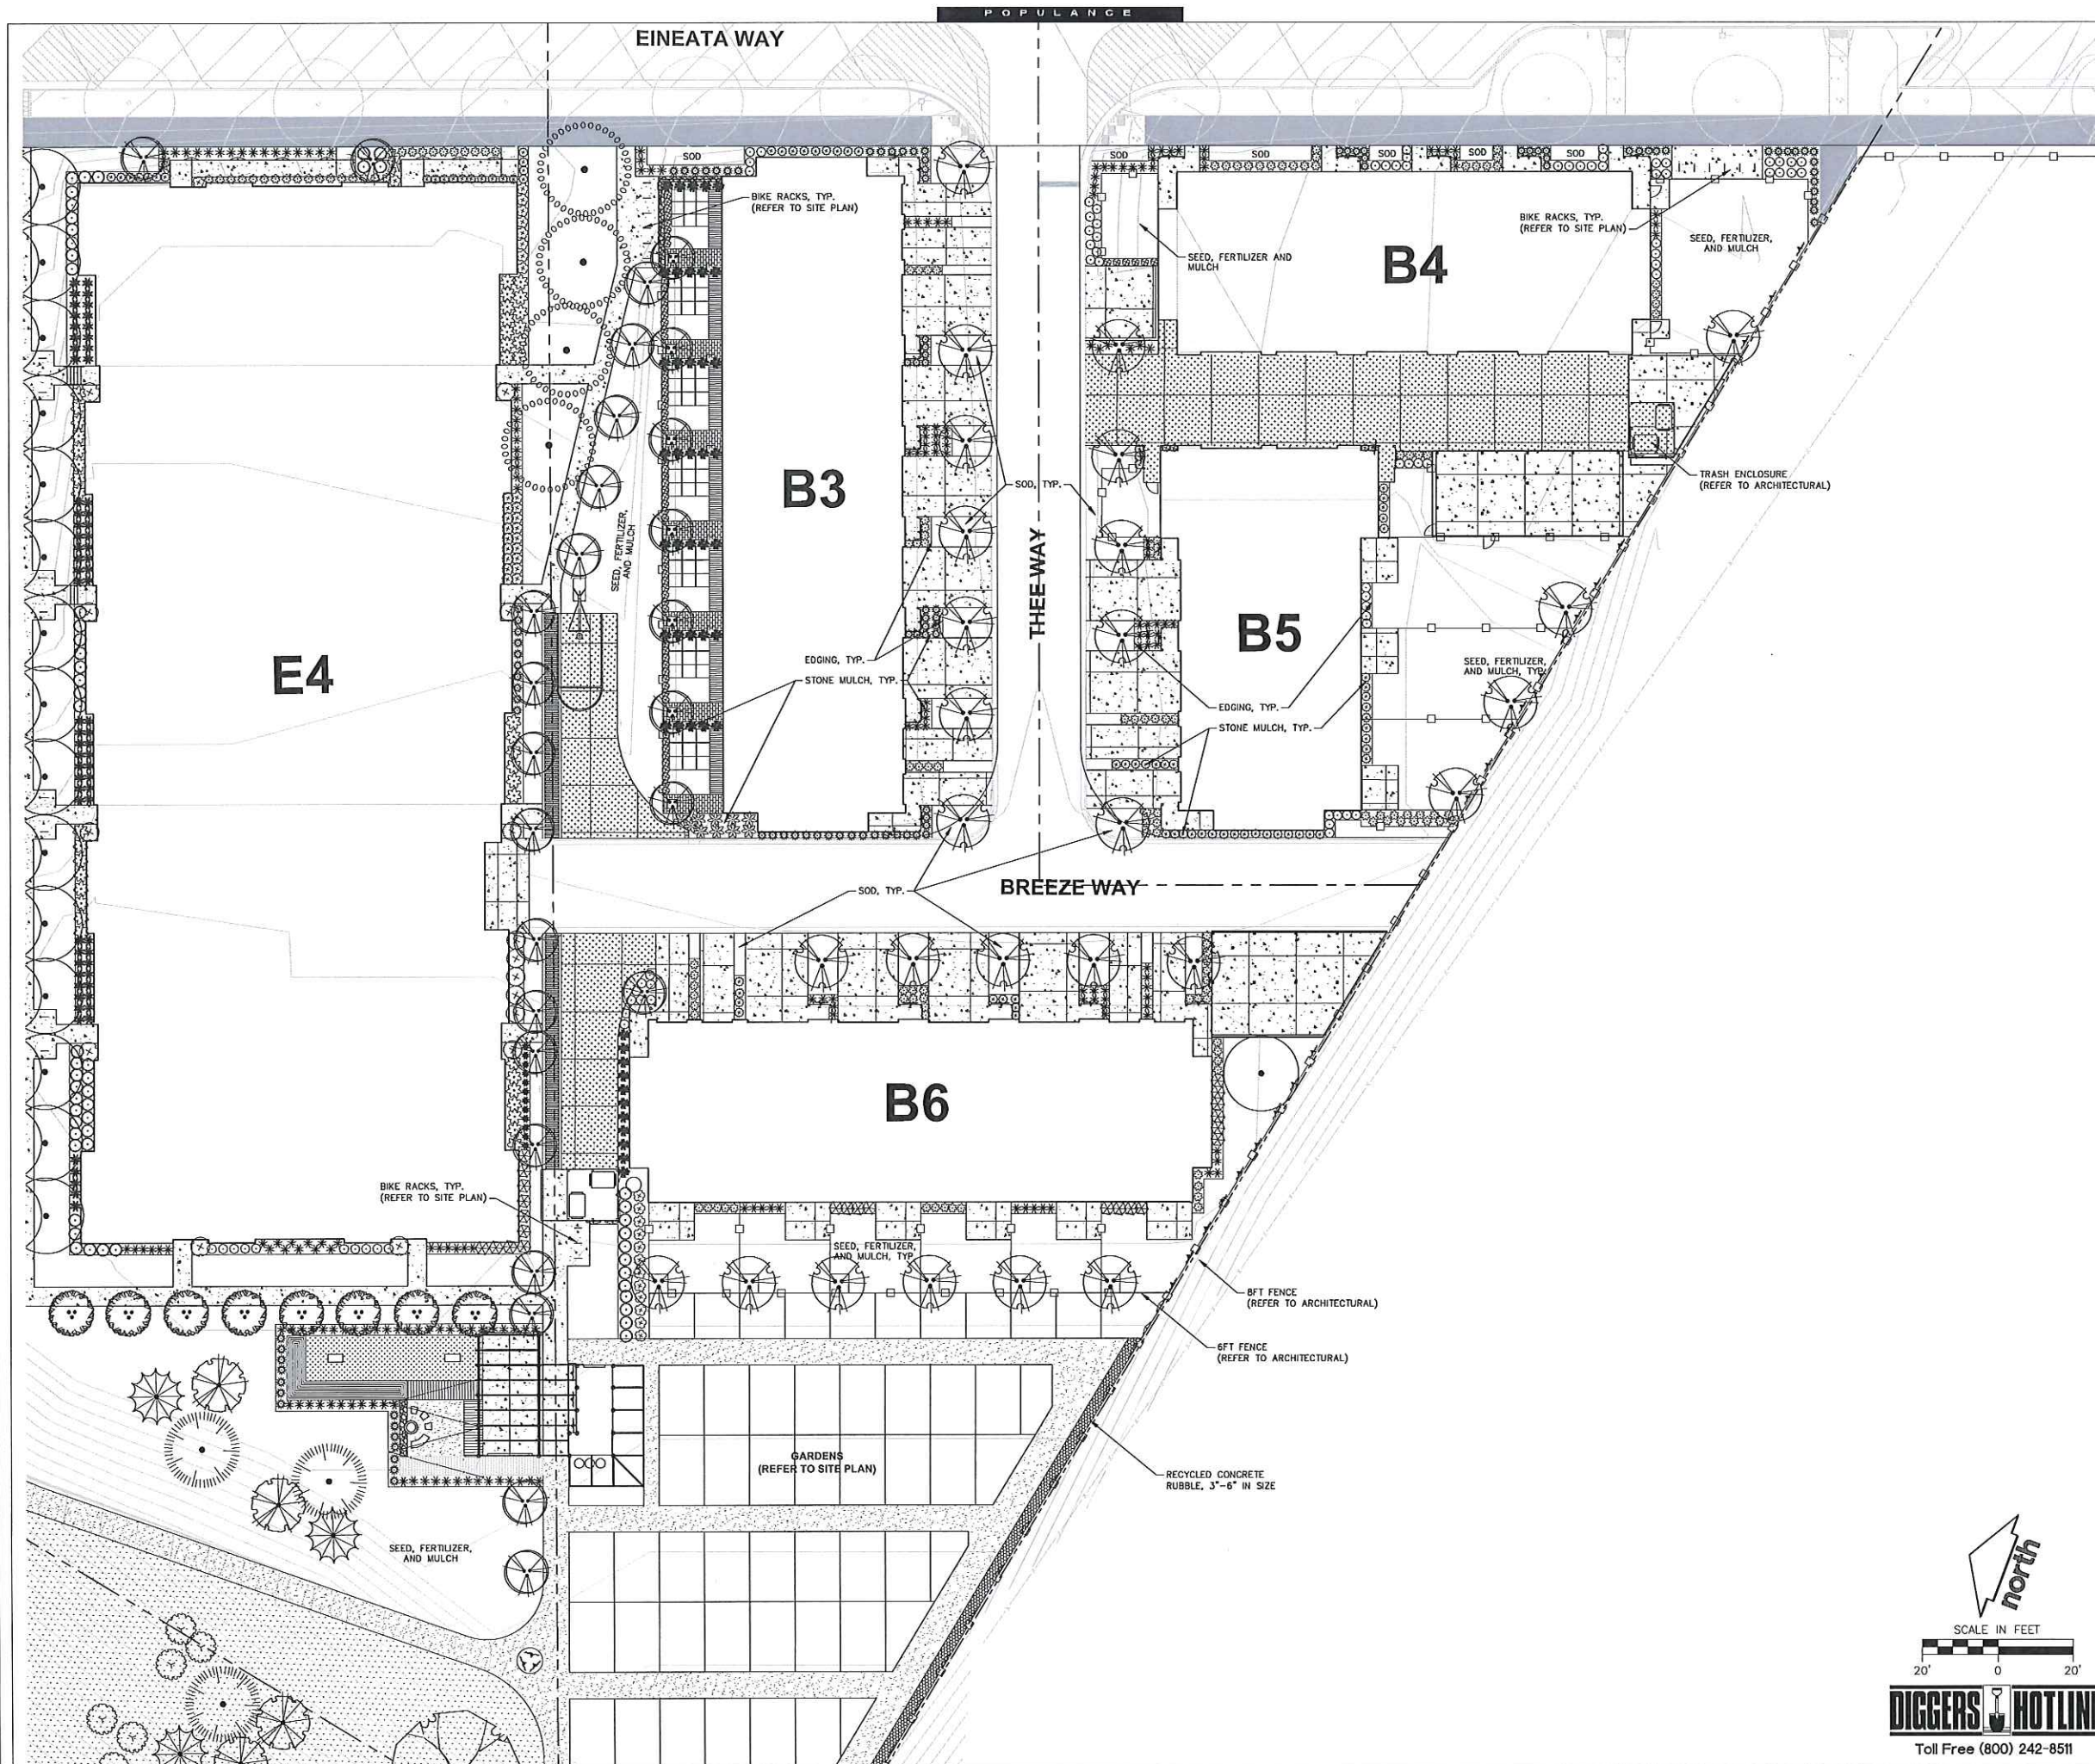 POPULANCE
EINEATA WAY
SOD
SOD
SOD
SOD
SOD
SOD
BIKE RACKS, TYP.
(REFER TO SITE PLAN)
BIKE RACKS, TYP.
(REFER TO SITE PLAN)
SEED, FERTILIZER,
AND MULCH
SEED, FERTILIZER AND
MULCH
B4
B3
SOD, TYP.
TRASH ENCLOSURE
(REFER TO ARCHITECTURAL)
SEED, FERTILIZER,
AND MULCH
THEE WAY
B5
E4
EDGING, TYP.
STONE MULCH, TYP.
SEED, FERTILIZER,
AND MULCH, TYP.
EDGING, TYP.
STONE MULCH, TYP.
SOD, TYP.
BREEZE WAY
B6
BIKE RACKS, TYP.
(REFER TO SITE PLAN)
SEED, FERTILIZER,
AND MULCH, TYP.
8FT FENCE
(REFER TO ARCHITECTURAL)
6FT FENCE
(REFER TO ARCHITECTURAL)
GARDENS
(REFER TO SITE PLAN)
RECYCLED CONCRETE
RUBBLE, 3"-6" IN SIZE
SEED, FERTILIZER,
AND MULCH
north
SCALE IN FEET
20' 0 20'
DIGGERS HOTLIN
Toll Free (800) 242-8511